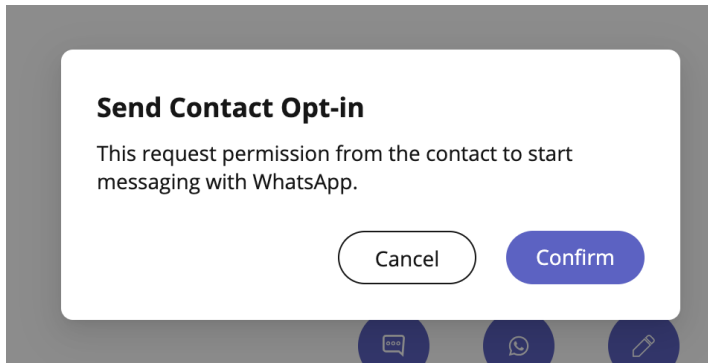 Send Contact Opt-in
This request permission from the contact to start
messaging with WhatsApp.
Cancel
Confirm